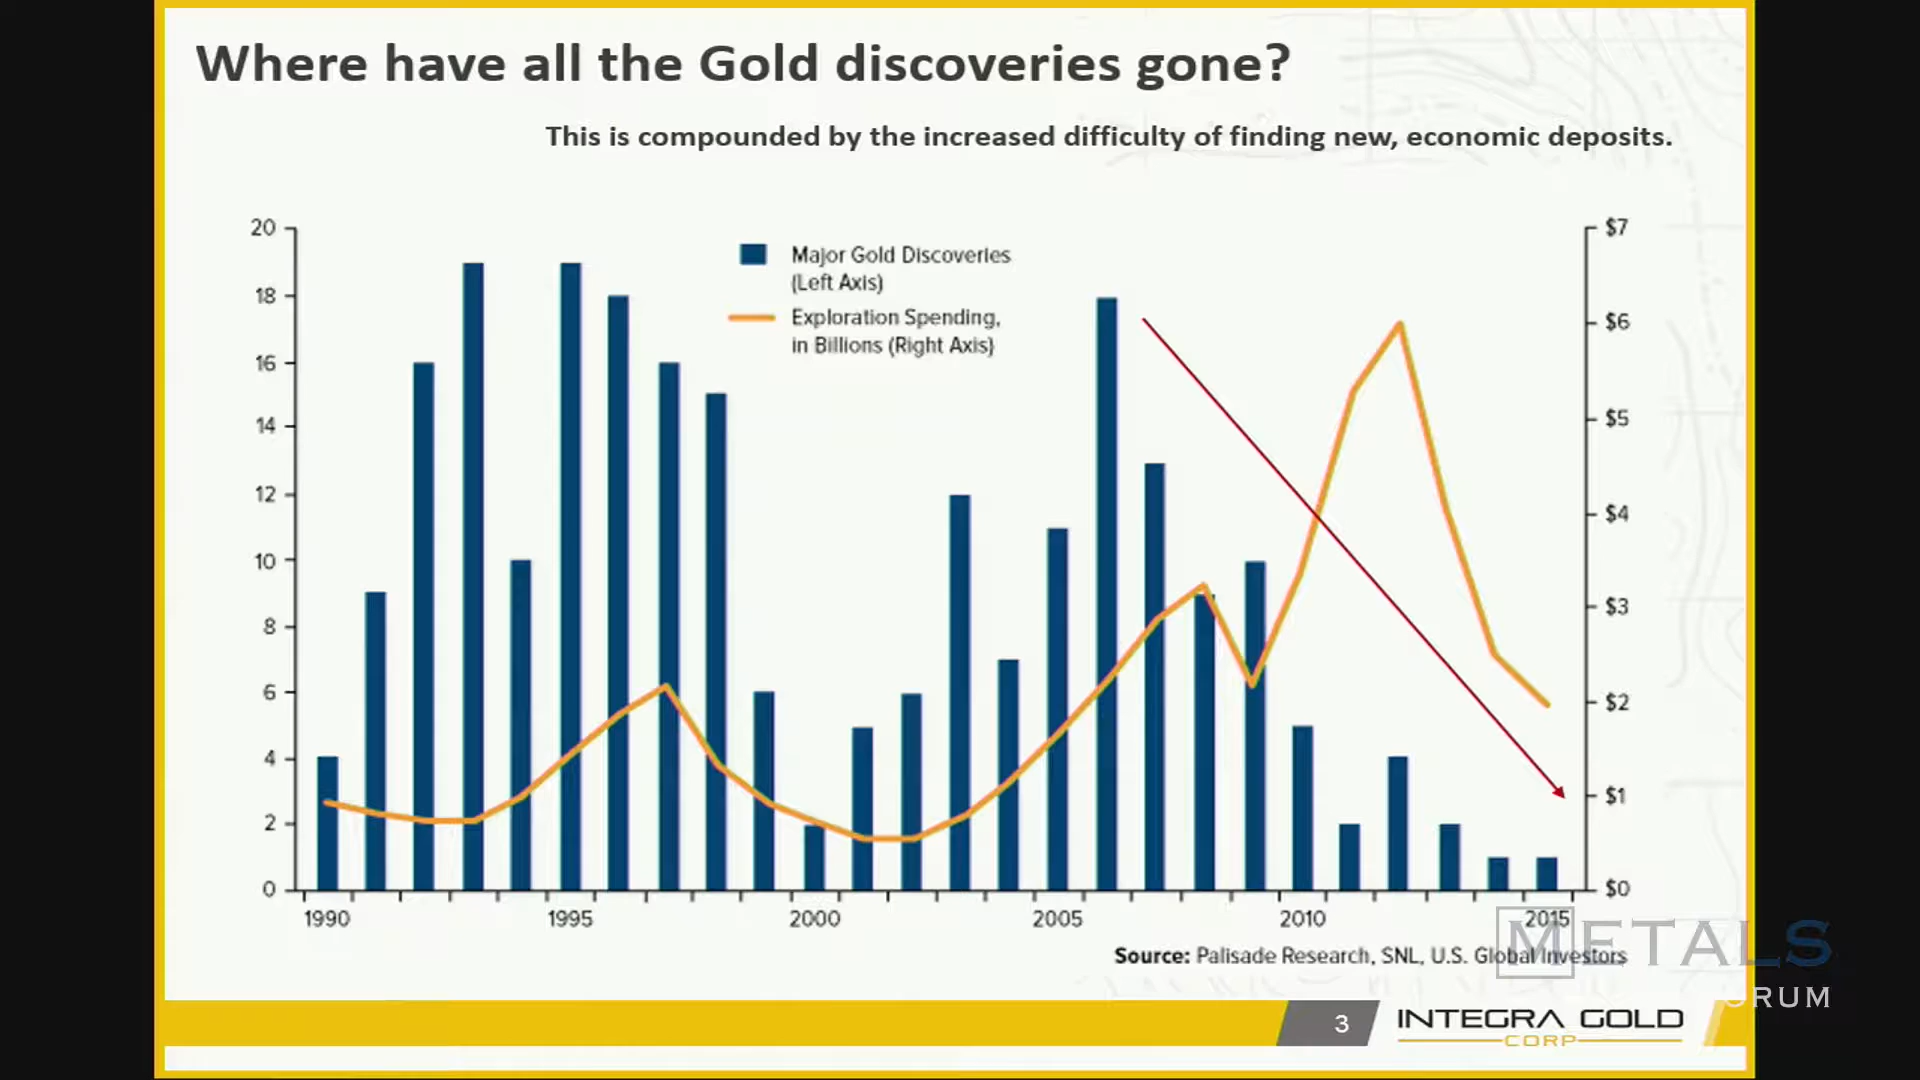 Where have all the Gold discoveries gone?
This is compounded by the increased difficulty of finding new, economic deposits.
Major Gold Discoveries
(Left Axis)
Exploration Spending,
in Billions (Right Axis)
20
18
16
14
12
10
8
6
4
2
0
$7
$6
$5
$4
$3
$2
$1
$0
1990 1995 2000 2005 2010 2015
Source: Palisade Research, SNL, U.S. Global Investors
METALS
ORUM
3
INTEGRA GOLD
CORP